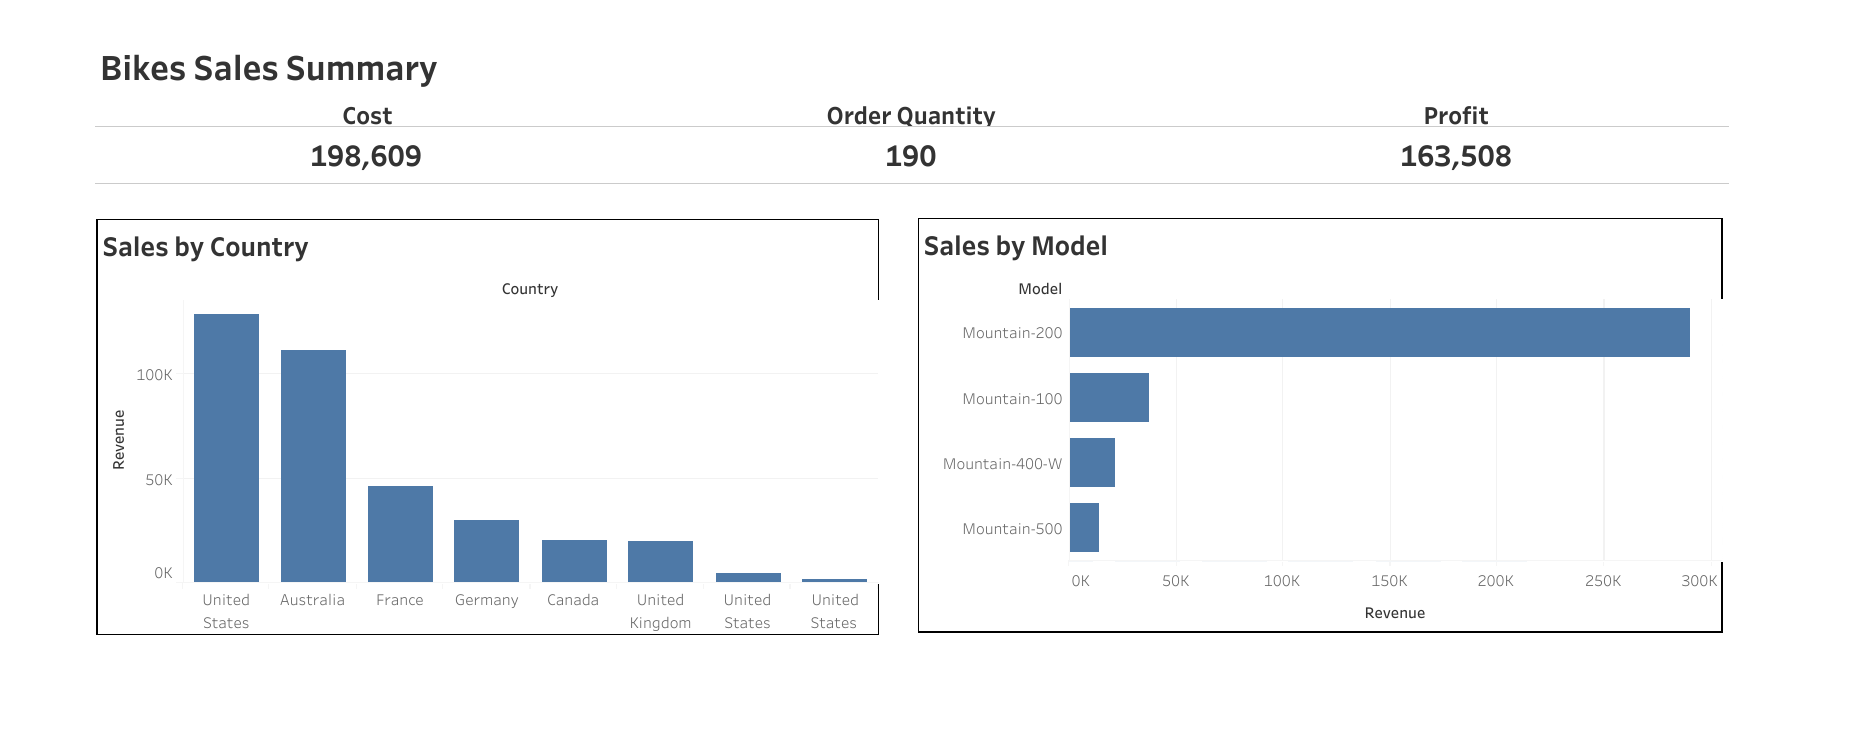 Bikes Sales Summary
Cost Order Quantity Profit
198,609 190 163,508
Sales by Country
Country
Revenue
100K
50K
0K
United States
Australia
France
Germany
Canada
United Kingdom
United States
United States
Sales by Model
Model
Mountain-200
Mountain-100
Mountain-400-W
Mountain-500
0K 50K 100K 150K 200K 250K 300K
Revenue